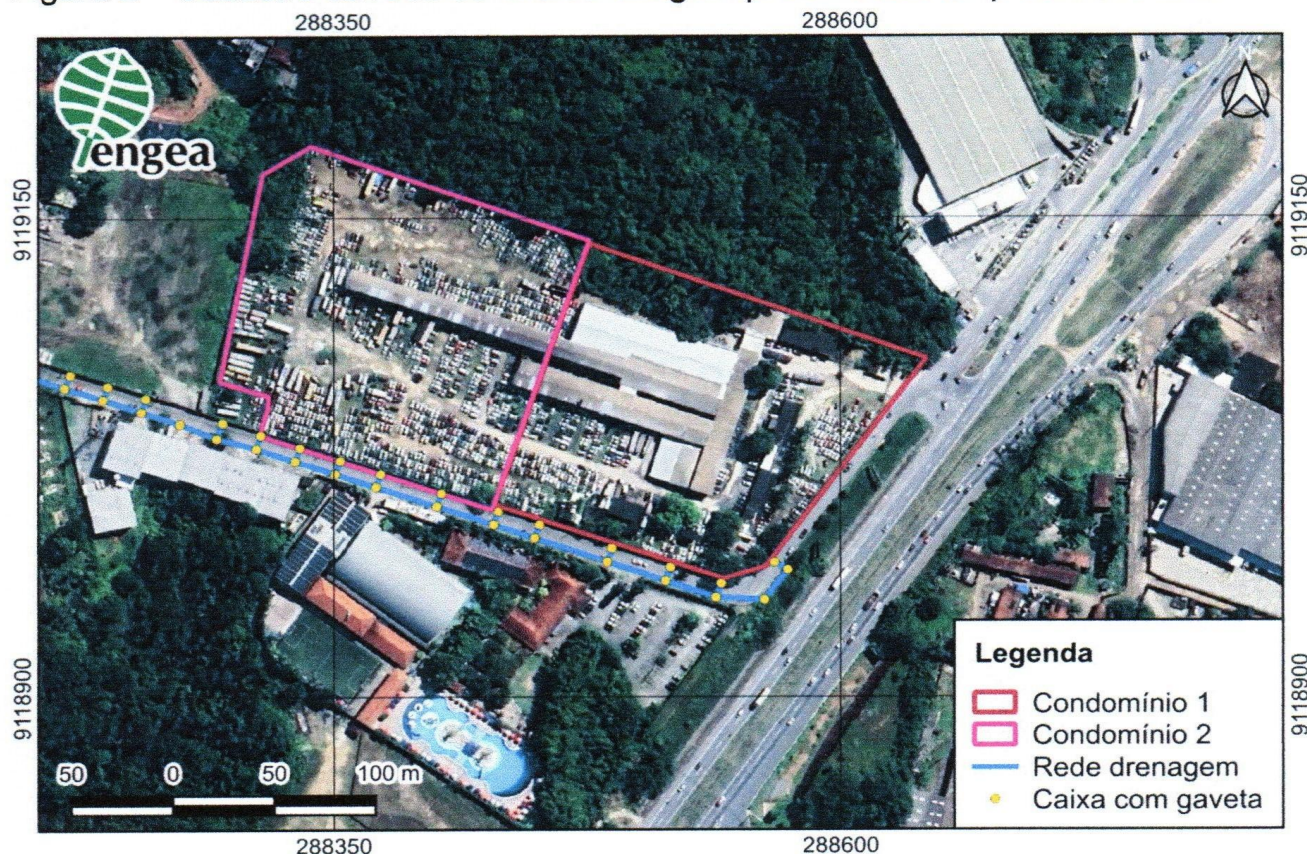 288350
288600
N
engea
9119150
9119150
9118900
9118900
Legenda
Condomínio 1
Condomínio 2
Rede drenagem
Caixa com gaveta
50 0 50 100 m
288350
288600